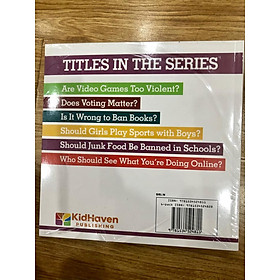 TITLES IN THE SERIES
Are Video Games Too Violent?
Does Voting Matter?
Is It Wrong to Ban Books?
Should Girls Play Sports with Boys?
Should Junk Food Be Banned in Schools?
Who Should See What You're Doing Online?
KidHaven
PUBLISHING
ISBN: